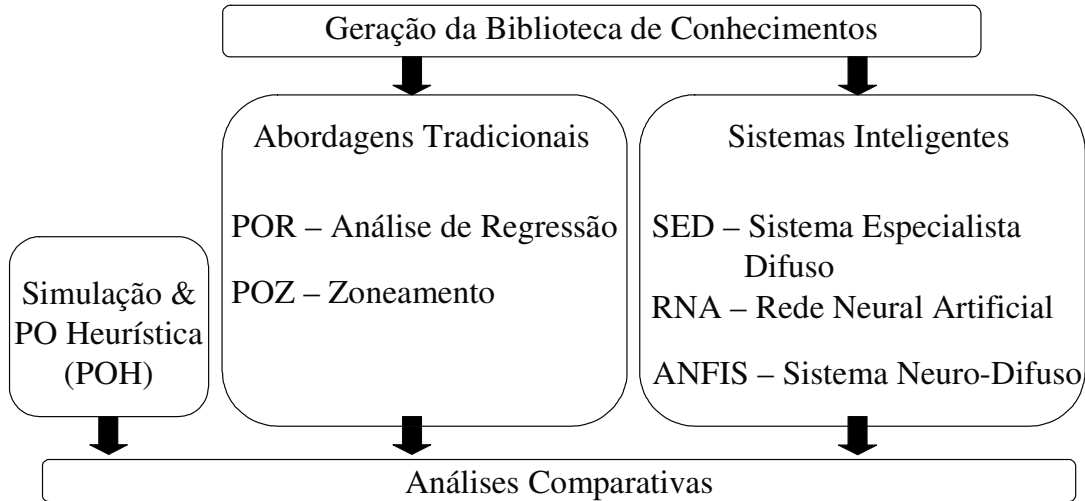 Geração da Biblioteca de Conhecimentos
Abordagens Tradicionais
POR – Análise de Regressão
POZ – Zoneamento
Sistemas Inteligentes
SED – Sistema Especialista
Difuso
RNA – Rede Neural Artificial
ANFIS – Sistema Neuro-Difuso
Simulação &
PO Heurística
(POH)
Análises Comparativas